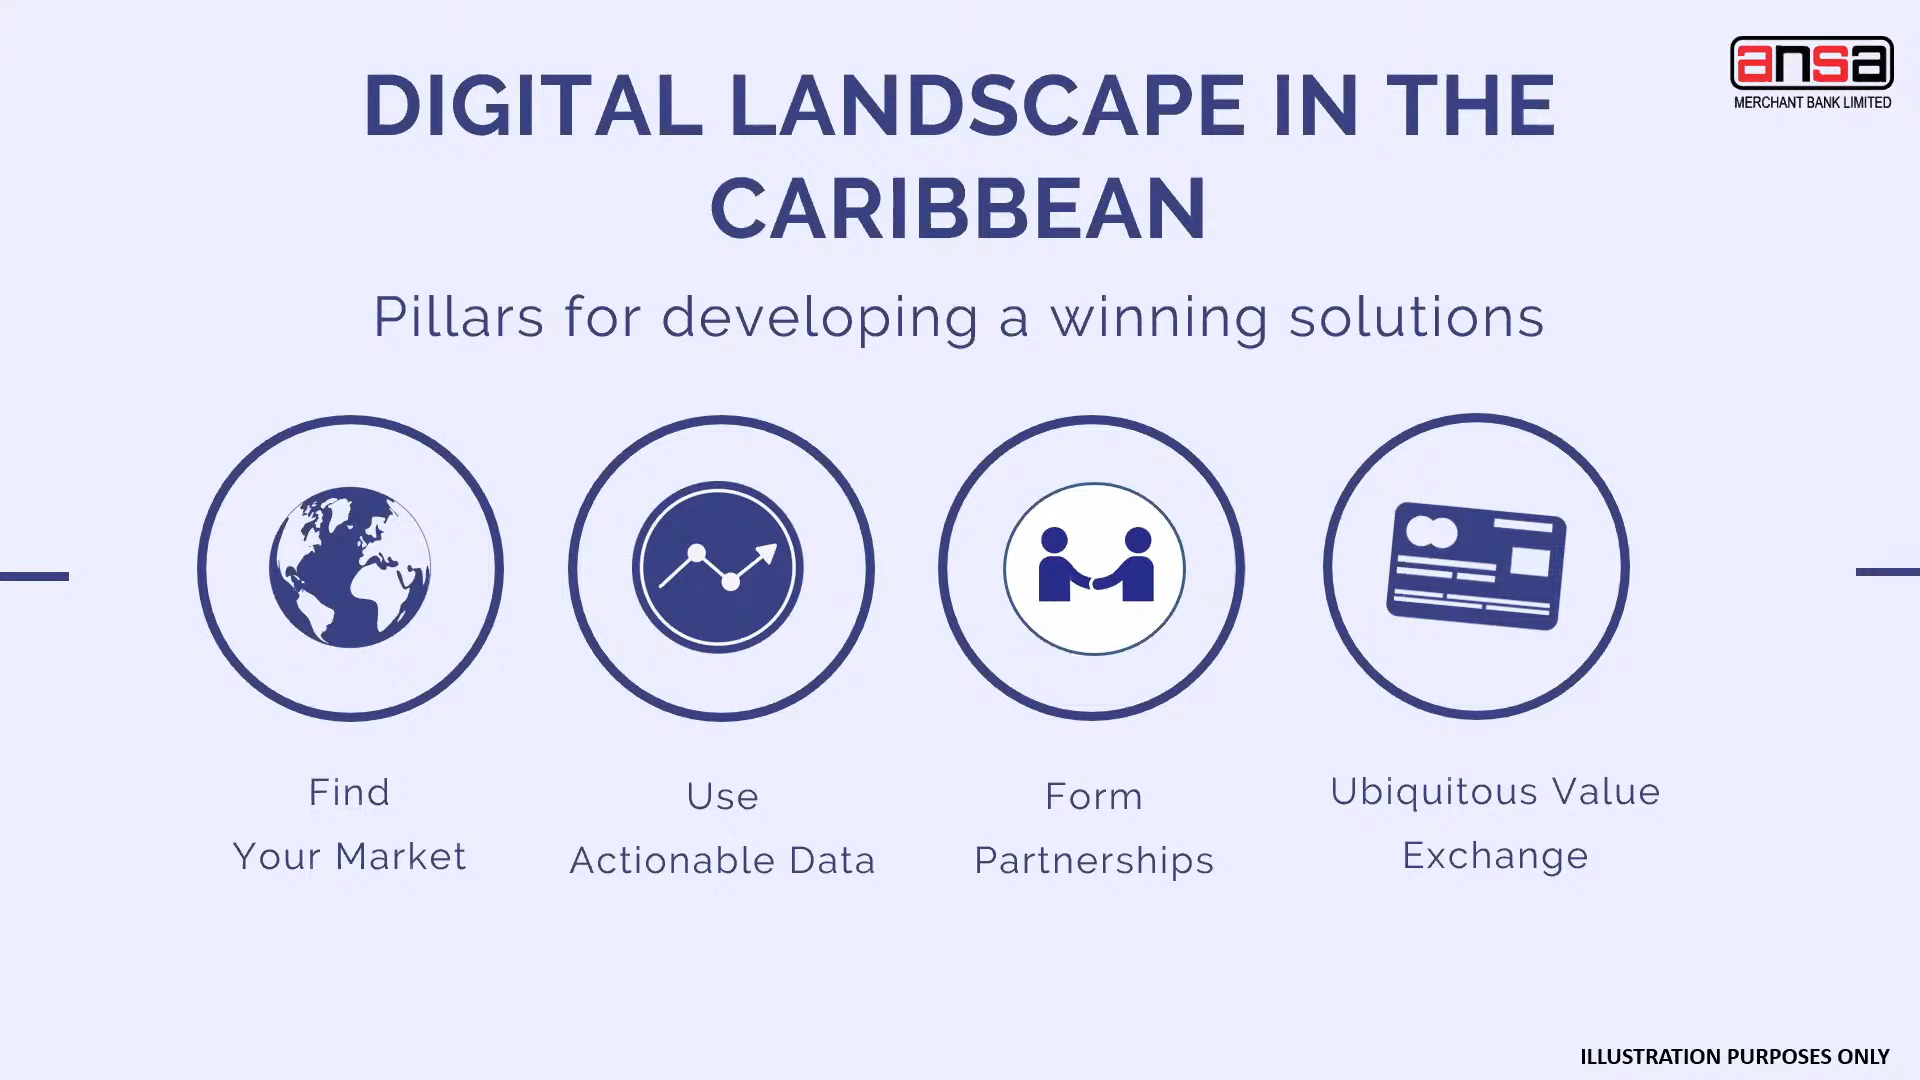 ansa
MERCHANT BANK LIMITED
DIGITAL LANDSCAPE IN THE
CARIBBEAN
Pillars for developing a winning solutions
Find
Your Market
Use
Actionable Data
Form
Partnerships
Ubiquitous Value
Exchange
ILLUSTRATION PURPOSES ONLY